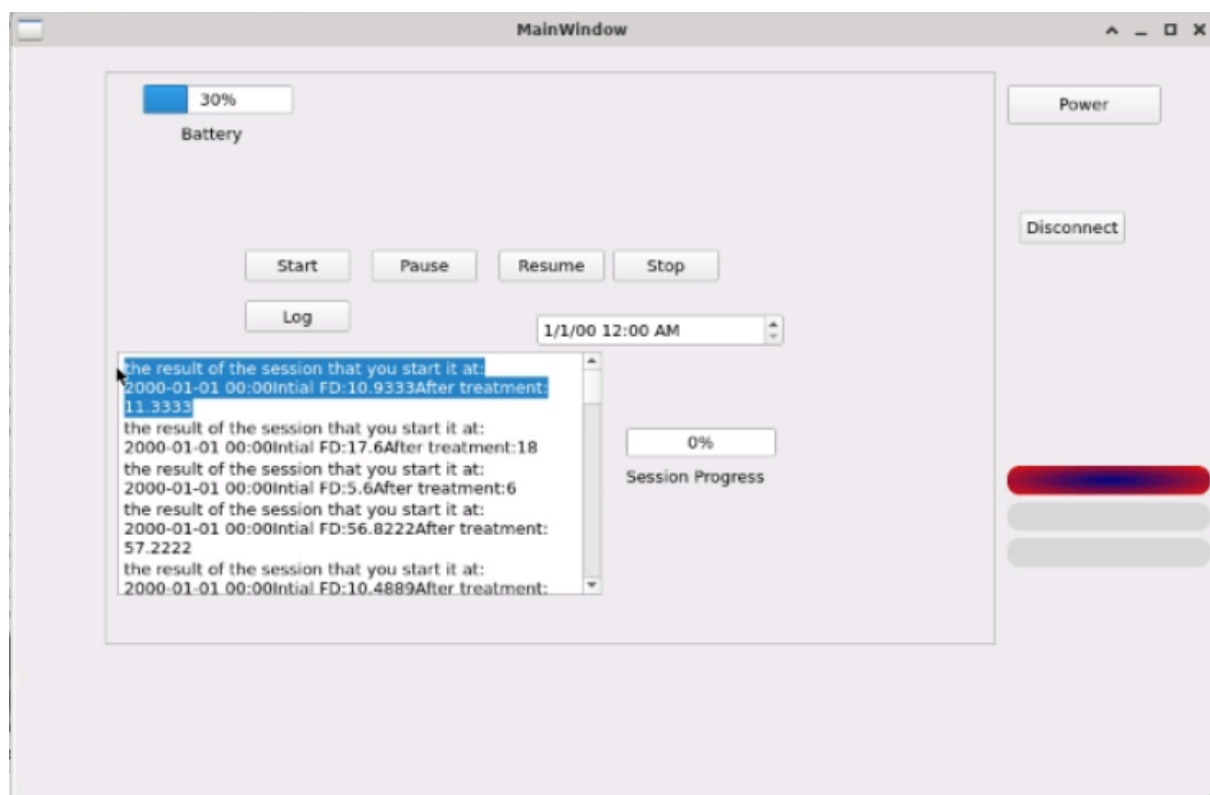 MainWindow
30%
Battery
Power
Disconnect
Start
Pause
Resume
Stop
Log
1/1/00 12:00 AM
the result of the session that you start it at:
2000-01-01 00:00Intial FD:10.9333After treatment:
11.3333
the result of the session that you start it at:
2000-01-01 00:00Intial FD:17.6After treatment:18
the result of the session that you start it at:
2000-01-01 00:00Intial FD:5.6After treatment:6
the result of the session that you start it at:
2000-01-01 00:00Intial FD:56.8222After treatment:
57.2222
the result of the session that you start it at:
2000-01-01 00:00Intial FD:10.4889After treatment:
0%
Session Progress